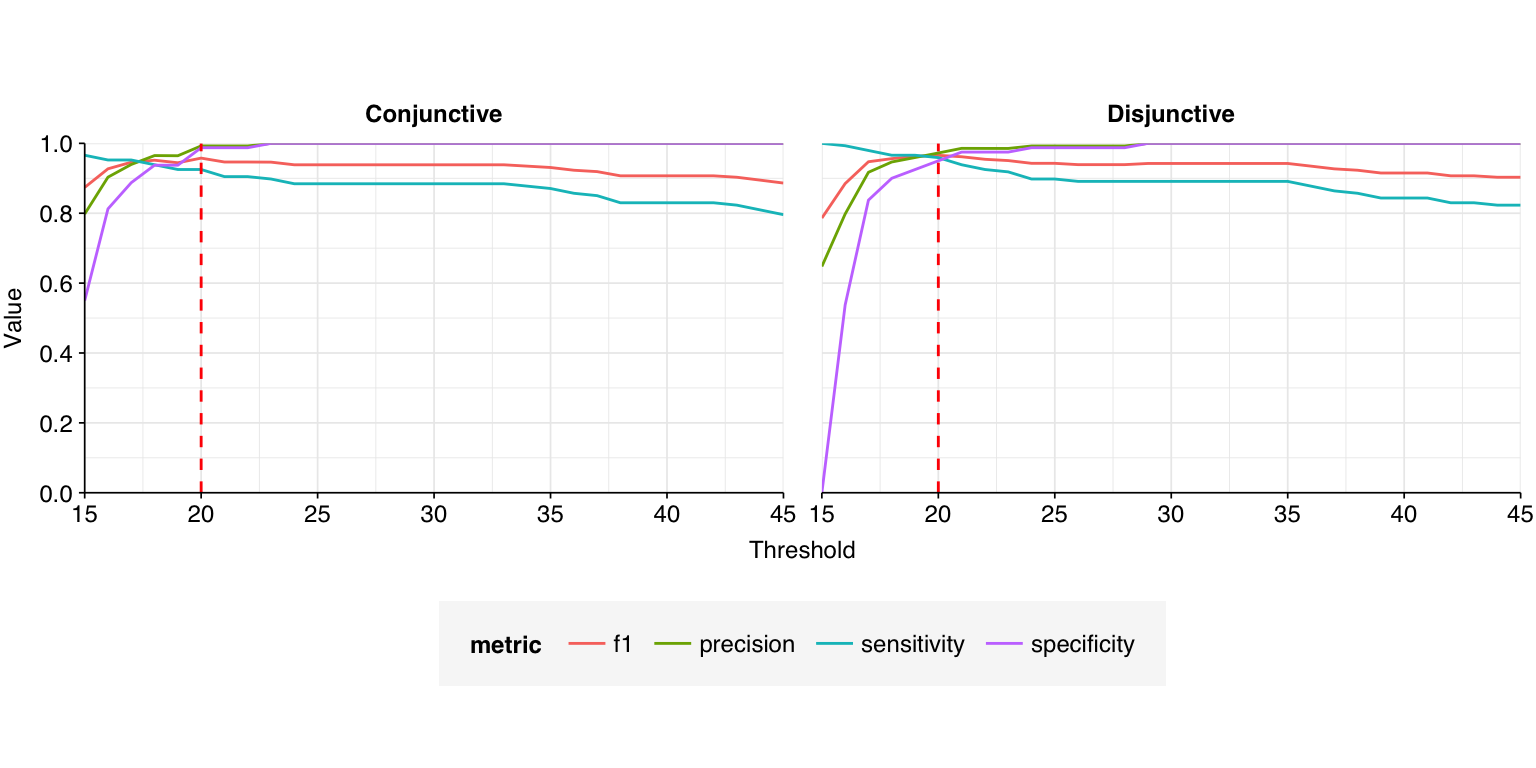 Conjunctive Disjunctive
1.0
0.8
0.6
0.4
0.2
0.0
Value
15 20 25 30 35 40 45 15 20 25 30 35 40 45
Threshold
metric f1 precision sensitivity specificity